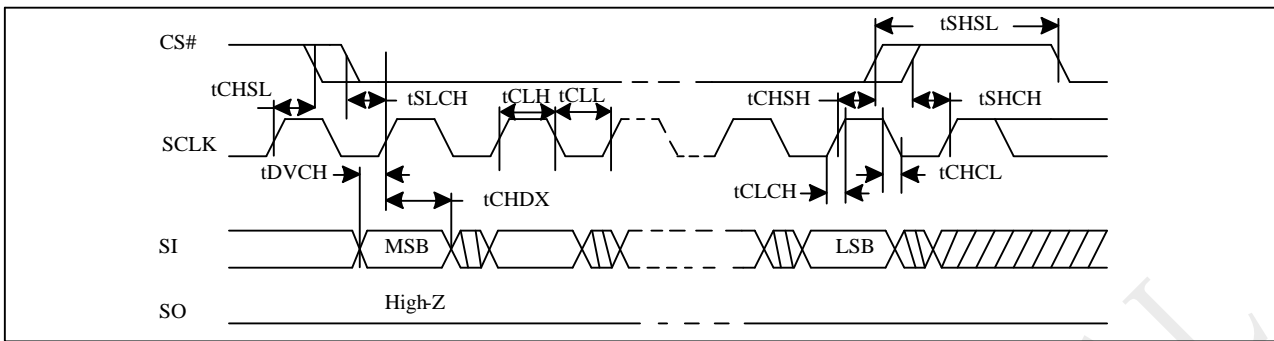 tSHSL
CS#
tCHSL
tSLCH
tCLH
tCLL
tCHSH
tSHCH
SCLK
tDVCH
tCHDX
tCLCH
tCHCL
SI
MSB
LSB
SO
High-Z